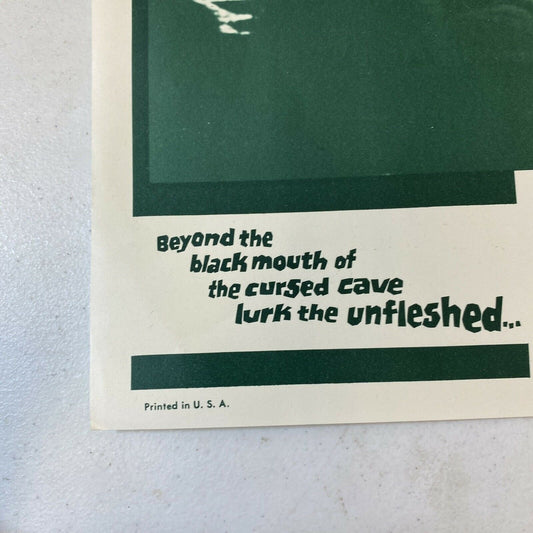 Beyond the
black mouth of
the cursed cave
lurk the unfleshed...
Printed in U. S. A.